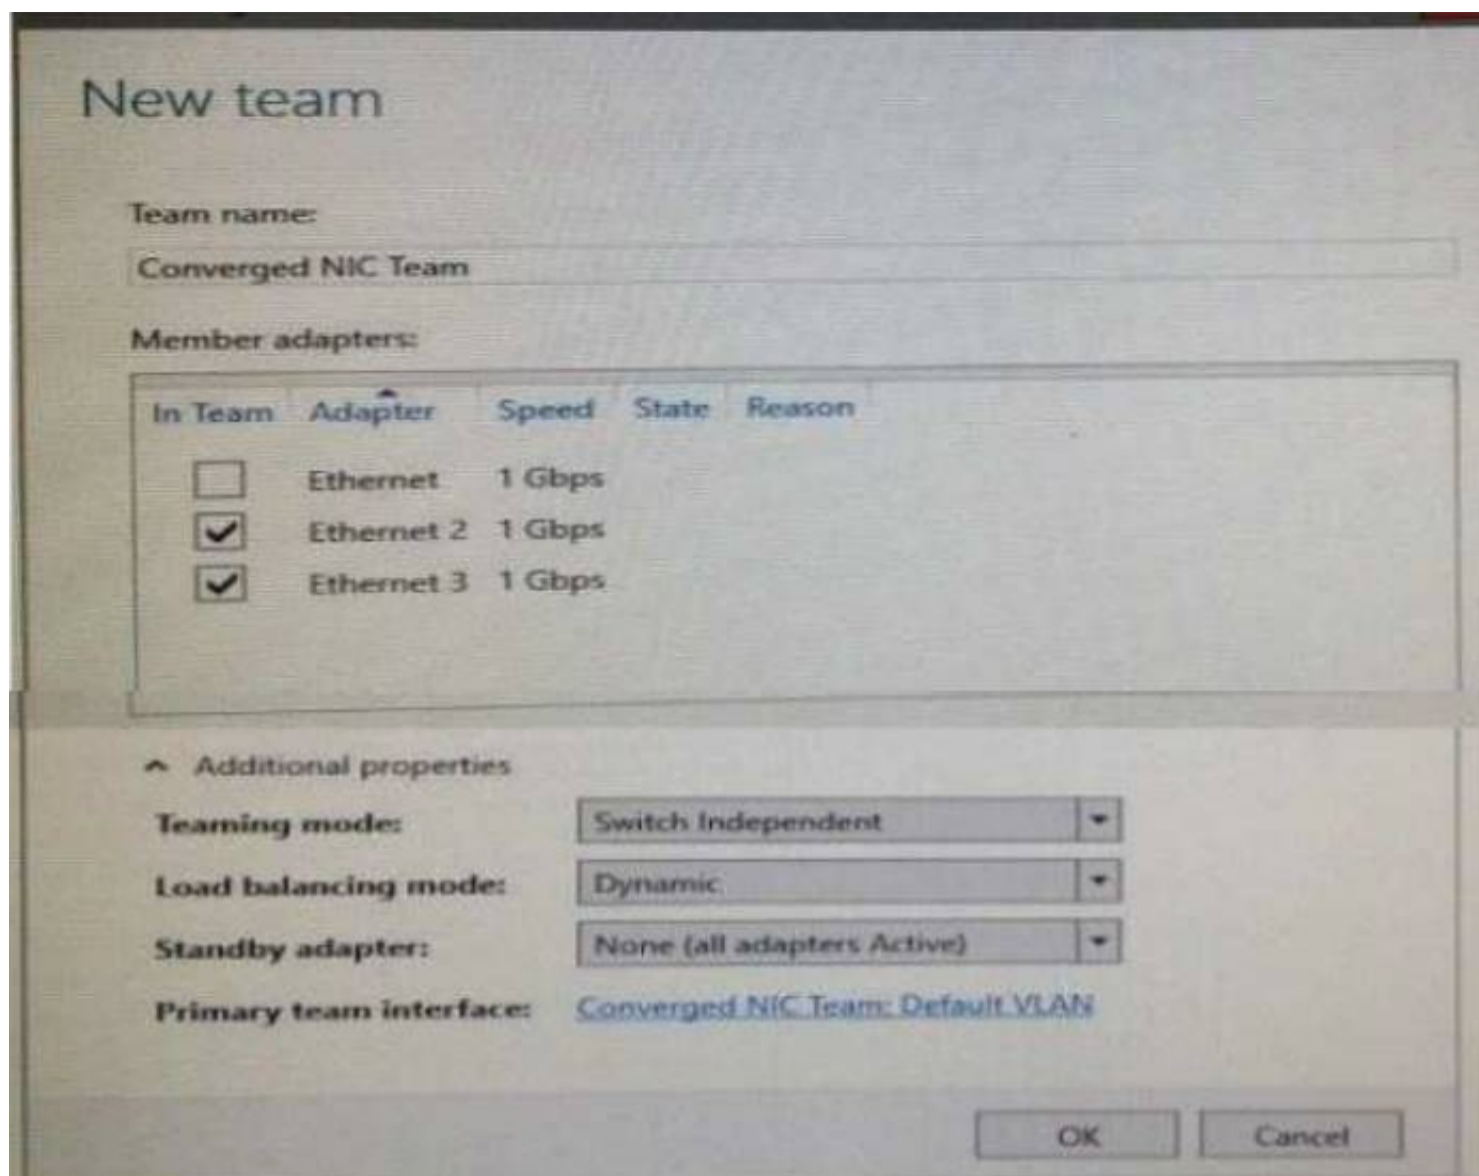 New team
Team name:
Converged NIC Team
Member adapters:
In Team Adapter Speed State Reason
Ethernet 1 Gbps
Ethernet 2 1 Gbps
Ethernet 3 1 Gbps
Additional properties
Teaming mode: Switch Independent
Load balancing mode: Dynamic
Standby adapter: None (all adapters Active)
Primary team interface: Converged NIC Team: Default VLAN
OK Cancel